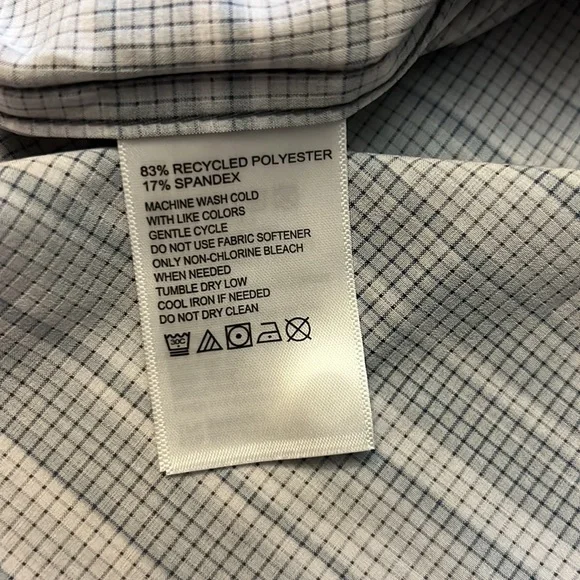 83% RECYCLED POLYESTER
17% SPANDEX
MACHINE WASH COLD
WITH LIKE COLORS
GENTLE CYCLE
DO NOT USE FABRIC SOFTENER
ONLY NON-CHLORINE BLEACH
WHEN NEEDED
TUMBLE DRY LOW
COOL IRON IF NEEDED
DO NOT DRY CLEAN